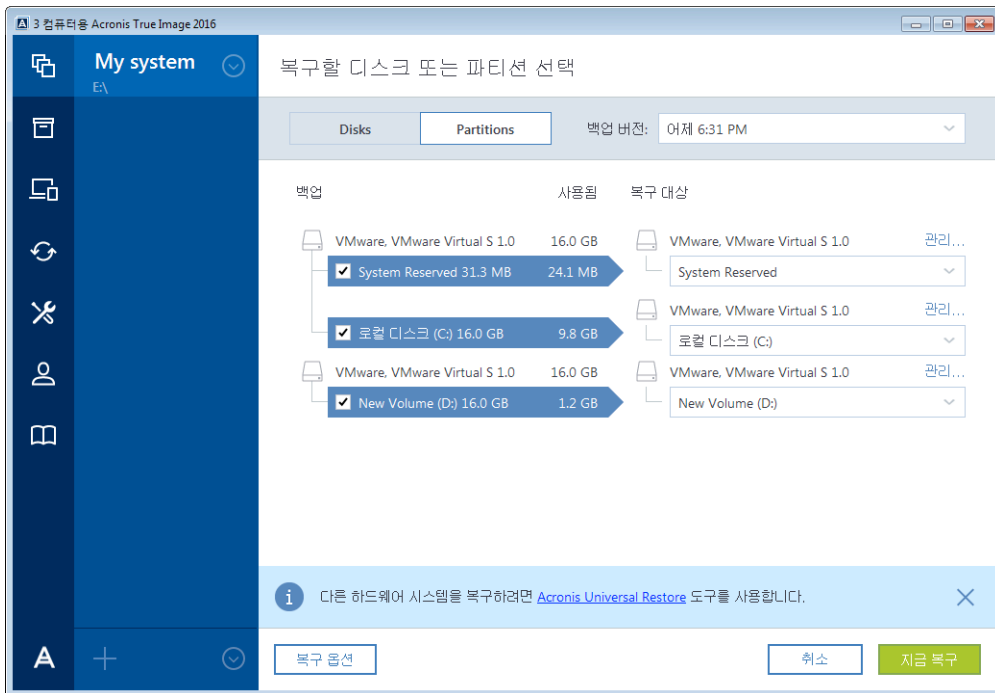 3 컴퓨터용 Acronis True Image 2016
My system
E:\
복구할 디스크 또는 파티션 선택
Disks Partitions 백업 버전: 어제 6:31 PM
백업 사용됨 복구 대상
VMware, VMware Virtual S 1.0 16.0 GB VMware, VMware Virtual S 1.0 관리...
System Reserved 31.3 MB 24.1 MB System Reserved
VMware, VMware Virtual S 1.0 관리...
로컬 디스크 (C:) 16.0 GB 9.8 GB 로컬 디스크 (C:)
VMware, VMware Virtual S 1.0 16.0 GB VMware, VMware Virtual S 1.0 관리...
New Volume (D:) 16.0 GB 1.2 GB New Volume (D:)
다른 하드웨어 시스템을 복구하려면 Acronis Universal Restore 도구를 사용합니다.
복구 옵션 취소 지금 복구